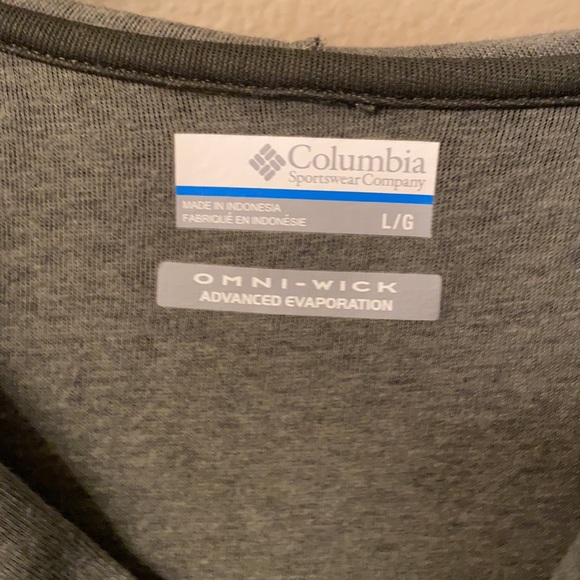 Columbia
Sportswear Company
MADE IN INDONESIA
FABRIQUÉ EN INDONÉSIE
L/G
OMNI-WICK
ADVANCED EVAPORATION